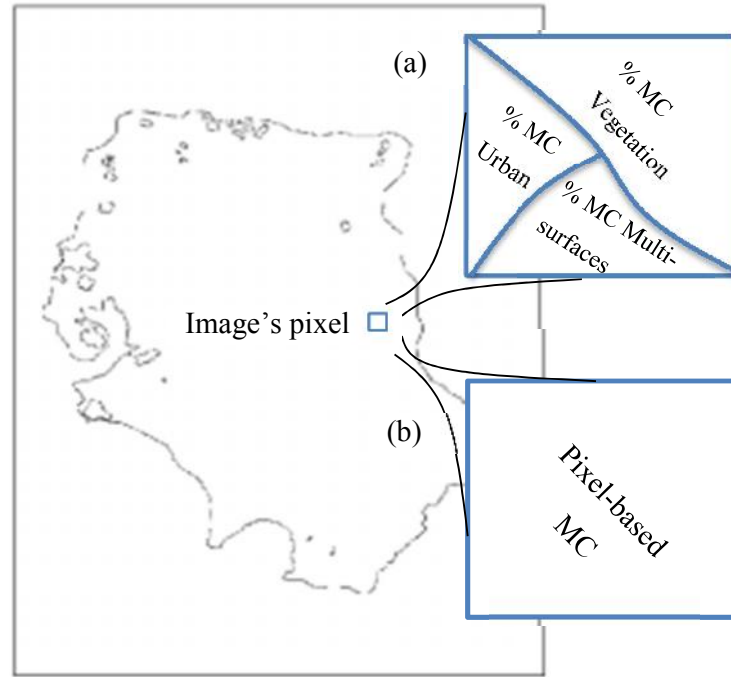 (a)
% MC
Vegetation
% MC
Urban
% MC Multi-
surfaces
Image's pixel
(b)
Pixel-based
MC